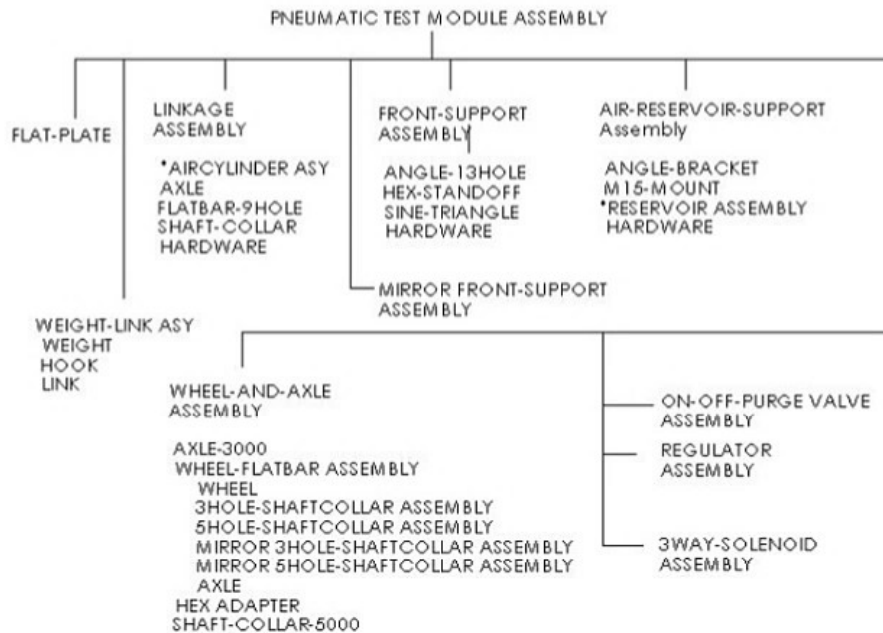 PNEUMATIC TEST MODULE ASSEMBLY
FLAT-PLATE
LINKAGE
ASSEMBLY
*AIRCYLINDER ASY
AXLE
FLATBAR-9HOLE
SHAFT-COLLAR
HARDWARE
FRONT-SUPPORT
ASSEMBLY
ANGLE-13HOLE
HEX-STANDOFF
SINE-TRIANGLE
HARDWARE
AIR-RESERVOIR-SUPPORT
Assembly
ANGLE-BRACKET
M15-MOUNT
*RESERVOIR ASSEMBLY
HARDWARE
MIRROR FRONT-SUPPORT
ASSEMBLY
WEIGHT-LINK ASY
WEIGHT
HOOK
LINK
WHEEL-AND-AXLE
ASSEMBLY
AXLE-3000
WHEEL-FLATBAR ASSEMBLY
WHEEL
3HOLE-SHAFTCOLLAR ASSEMBLY
5HOLE-SHAFTCOLLAR ASSEMBLY
MIRROR 3HOLE-SHAFTCOLLAR ASSEMBLY
MIRROR 5HOLE-SHAFTCOLLAR ASSEMBLY
AXLE
HEX ADAPTER
SHAFT-COLLAR-5000
ON-OFF-PURGE VALVE
ASSEMBLY
REGULATOR
ASSEMBLY
3WAY-SOLENOID
ASSEMBLY